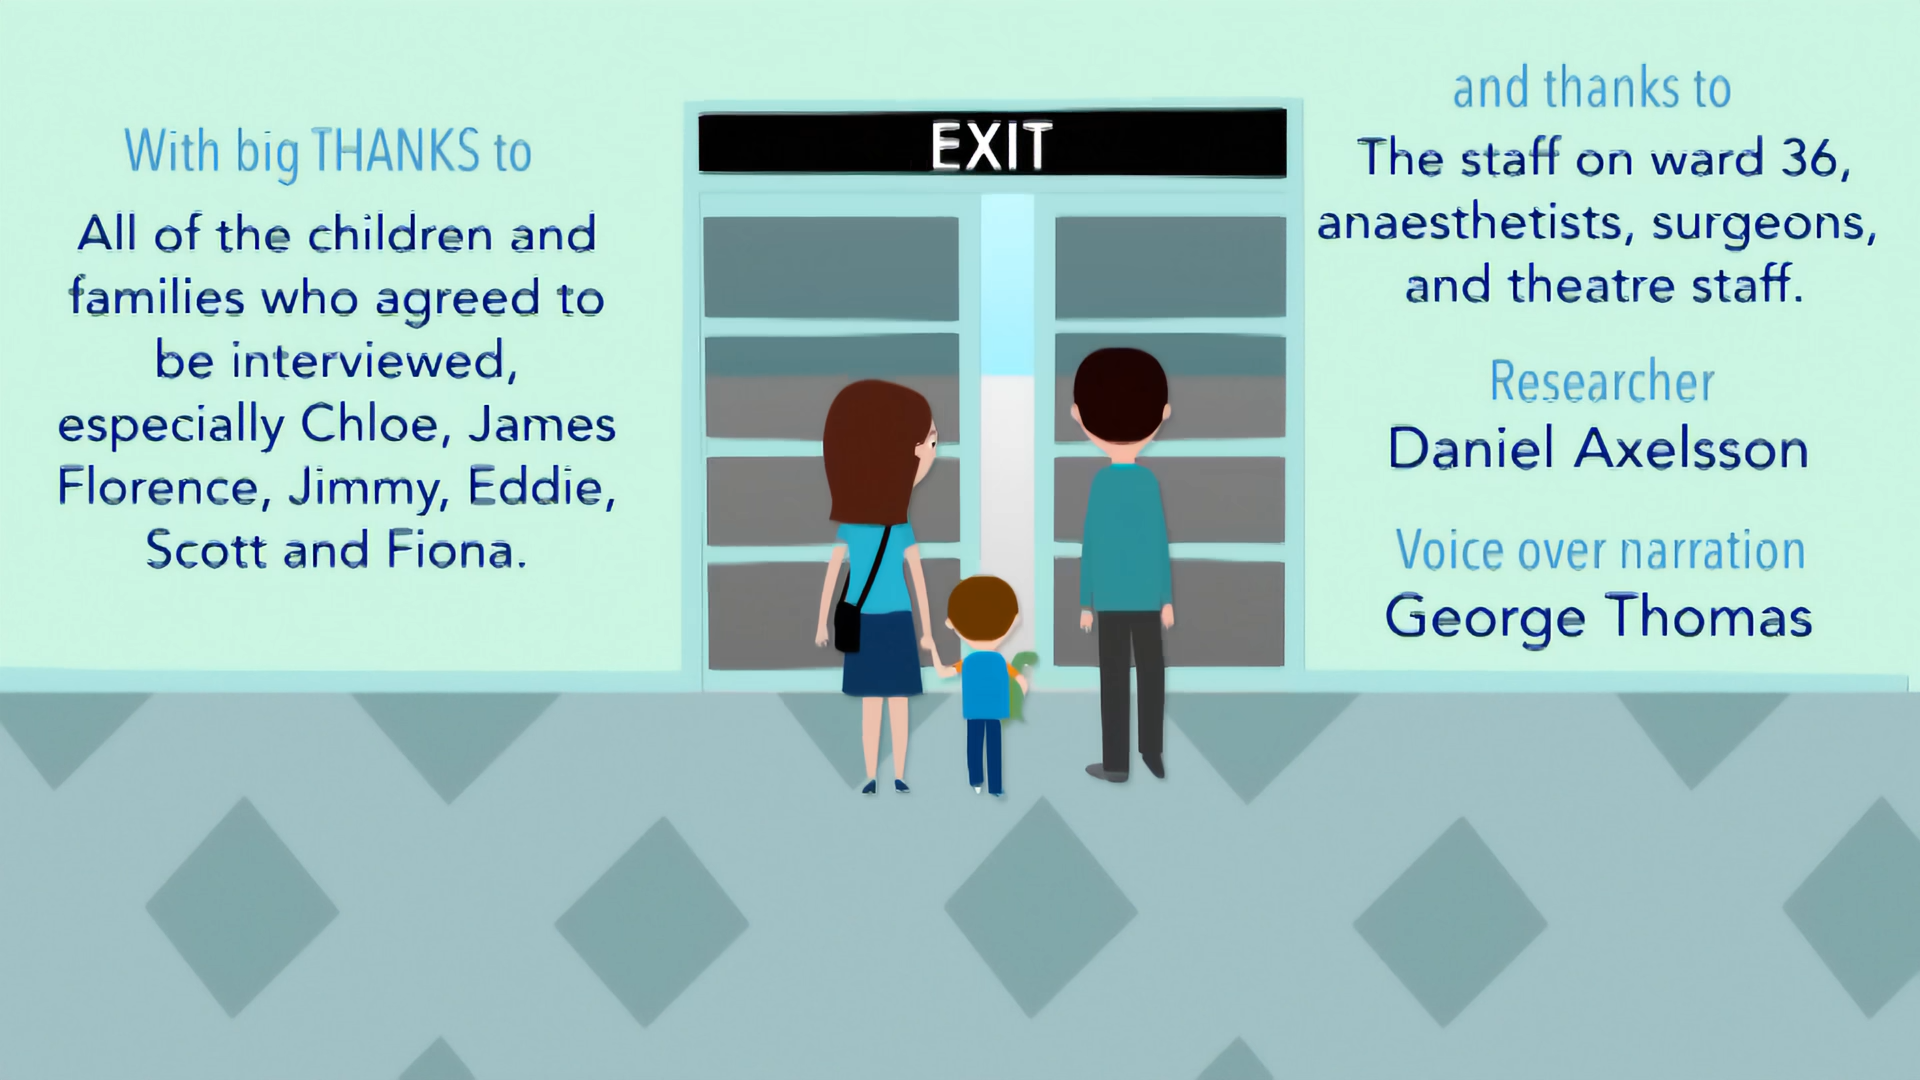 With big THANKS to
All of the children and
families who agreed to
be interviewed,
especially Chloe, James
Florence, Jimmy, Eddie,
Scott and Fiona.
EXIT
and thanks to
The staff on ward 36,
anaesthetists, surgeons,
and theatre staff.
Researcher
Daniel Axelsson
Voice over narration
George Thomas